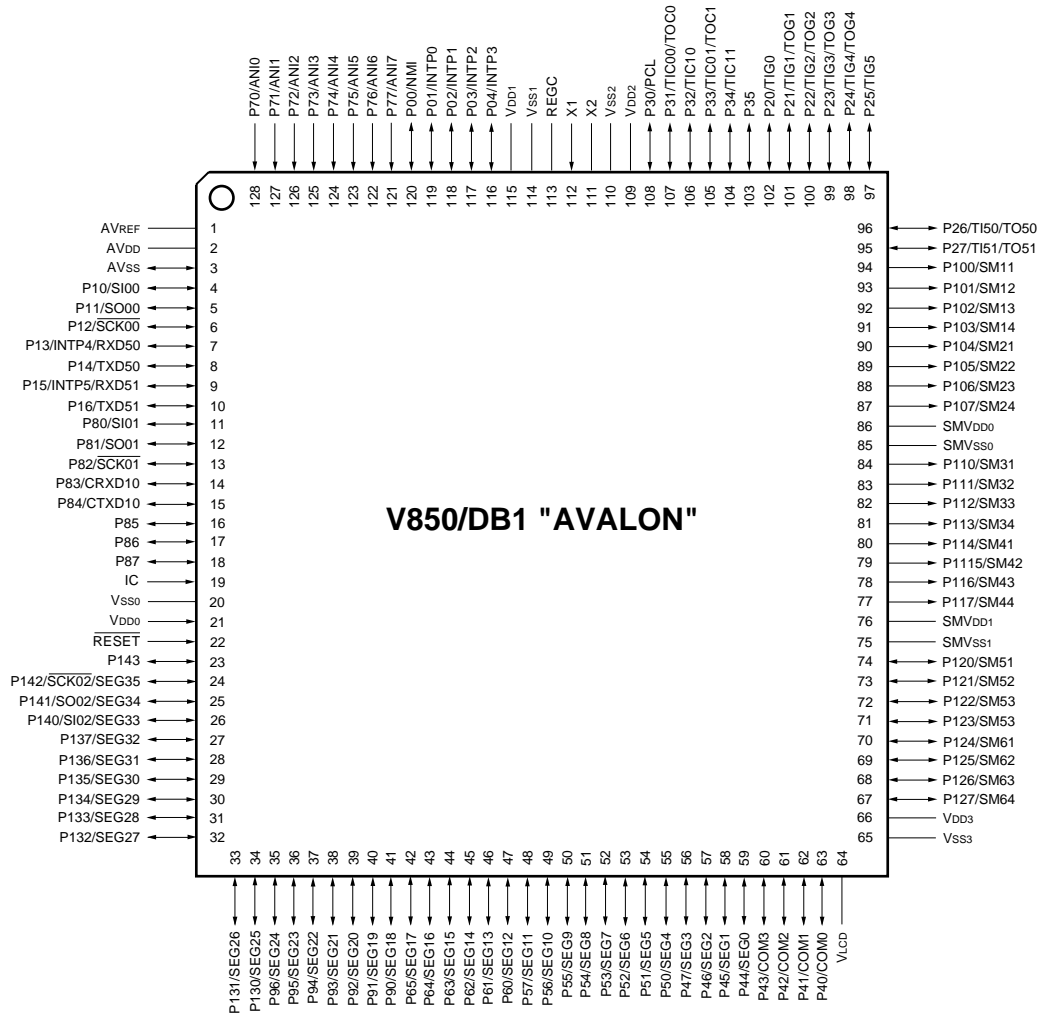 P70/ANI0
P71/ANI1
P72/ANI2
P73/ANI3
P74/ANI4
P75/ANI5
P76/ANI6
P77/ANI7
P00/NMI
P01/INTP0
P02/INTP1
P03/INTP2
P04/INTP3
VDD1
VSS1
REGC
X1
X2
VSS2
VDD2
P30/PCL
P31/TIC00/TOC0
P32/TIC10
P33/TIC01/TOC1
P34/TIC11
P35
P20/TIG0
P21/TIG1/TOG1
P22/TIG2/TOG2
P23/TIG3/TOG3
P24/TIG4/TOG4
P25/TIG5
128 127 126 125 124 123 122 121 120 119 118 117 116 115 114 113 112 111 110 109 108 107 106 105 104 103 102 101 100 99 98 97
AVREF 1 96 P26/TI50/TO50
AVDD 2 95 P27/TI51/TO51
AVSS 3 94 P100/SM11
P10/SI00 4 93 P101/SM12
P11/SO00 5 92 P102/SM13
P12/SCK00 6 91 P103/SM14
P13/INTP4/RXD50 7 90 P104/SM21
P14/TXD50 8 89 P105/SM22
P15/INTP5/RXD51 9 88 P106/SM23
P16/TXD51 10 87 P107/SM24
P80/SI01 11 86 SMVDD0
P81/SO01 12 85 SMVSS0
P82/SCK01 13 84 P110/SM31
P83/CRXD10 14 83 P111/SM32
P84/CTXD10 15 82 P112/SM33
P85 16 81 P113/SM34
V850/DB1 "AVALON"
P86 17 80 P114/SM41
P87 18 79 P1115/SM42
IC 19 78 P116/SM43
VSS0 20 77 P117/SM44
VDD0 21 76 SMVDD1
RESET 22 75 SMVSS1
P143 23 74 P120/SM51
P142/SCK02/SEG35 24 73 P121/SM52
P141/SO02/SEG34 25 72 P122/SM53
P140/SI02/SEG33 26 71 P123/SM53
P137/SEG32 27 70 P124/SM61
P136/SEG31 28 69 P125/SM62
P135/SEG30 29 68 P126/SM63
P134/SEG29 30 67 P127/SM64
P133/SEG28 31 66 VDD3
P132/SEG27 32 65 VSS3
33 34 35 36 37 38 39 40 41 42 43 44 45 46 47 48 49 50 51 52 53 54 55 56 57 58 59 60 61 62 63 64
P131/SEG26
P130/SEG25
P96/SEG24
P95/SEG23
P94/SEG22
P93/SEG21
P92/SEG20
P91/SEG19
P90/SEG18
P65/SEG17
P64/SEG16
P63/SEG15
P62/SEG14
P61/SEG13
P60/SEG12
P57/SEG11
P56/SEG10
P55/SEG9
P54/SEG8
P53/SEG7
P52/SEG6
P51/SEG5
P50/SEG4
P47/SEG3
P46/SEG2
P45/SEG1
P44/SEG0
P43/COM3
P42/COM2
P41/COM1
P40/COM0
VLCD